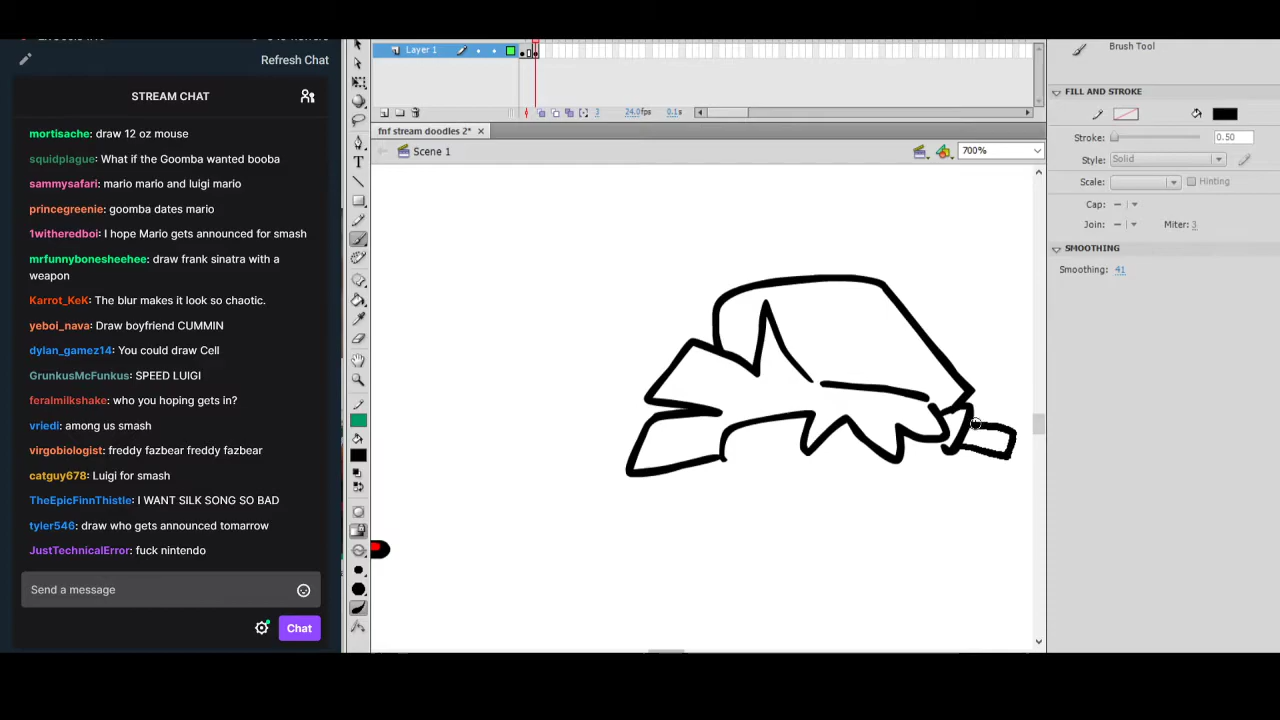 Refresh Chat
STREAM CHAT
mortisache: draw 12 oz mouse
squidplague: What if the Goomba wanted booba
sammysafari: mario mario and luigi mario
princegreenie: goomba dates mario
1witheredboi: I hope Mario gets announced for smash
mrfunnybonesheehee: draw frank sinatra with a
weapon
Karrot_KeK: The blur makes it look so chaotic.
yeboi_nava: Draw boyfriend CUMMIN
dylan_gamez14: You could draw Cell
GrunkusMcFunkus: SPEED LUIGI
feralmilkshake: who you hoping gets in?
vriedi: among us smash
virgobiologist: freddy fazbear freddy fazbear
catguy678: Luigi for smash
TheEpicFinnThistle: I WANT SILK SONG SO BAD
tyler546: draw who gets announced tomorrow
JustTechnicalError: fuck nintendo
Send a message
Chat
Layer 1
3 24.0fps 0.1s
fnf stream doodles 2*
Scene 1
700%
Brush Tool
FILL AND STROKE
Stroke: 0.50
Style: Solid
Scale: Hinting
Cap:
Join: Miter: 3
SMOOTHING
Smoothing: 41